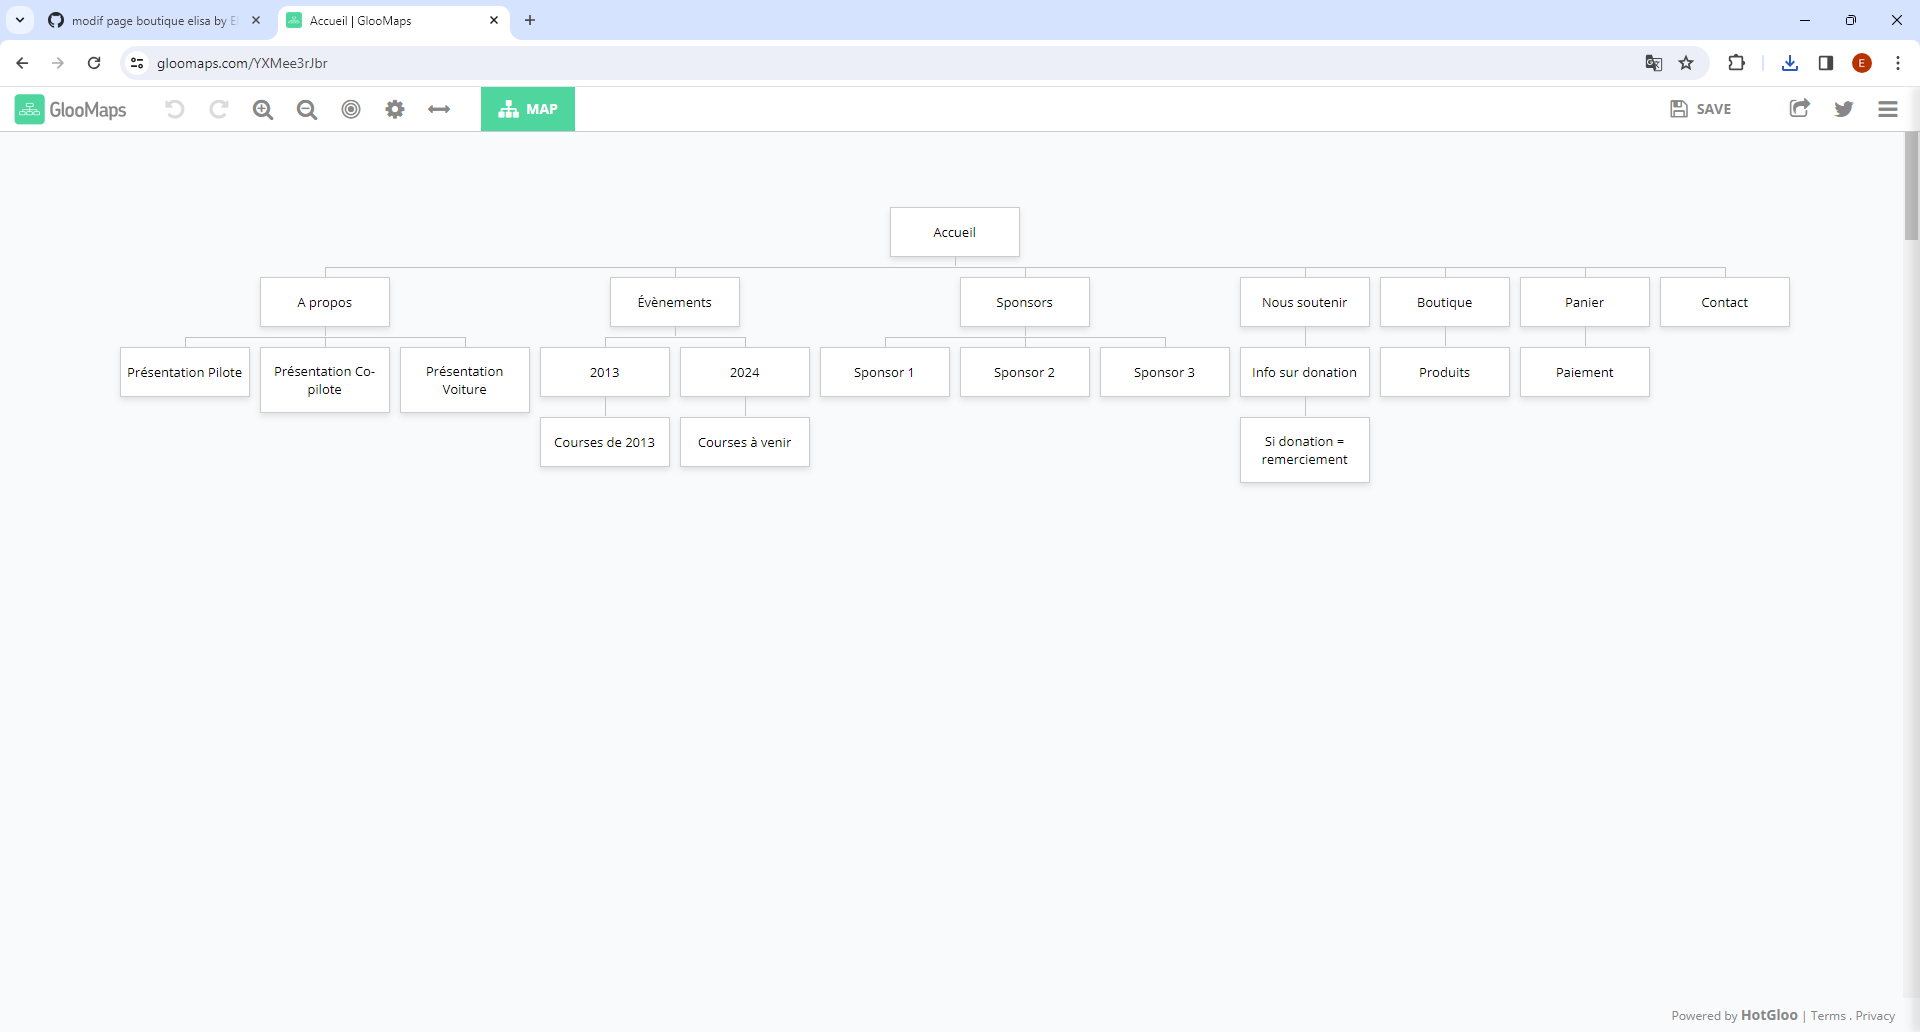 modif page boutique elisa by
Accueil | GlooMaps
gloomaps.com/YXMee3rJbr
E
GlooMaps
MAP
SAVE
Accueil
A propos
Évènements
Sponsors
Nous soutenir
Boutique
Panier
Contact
Présentation Pilote
Présentation Co-
pilote
Présentation
Voiture
2013
2024
Sponsor 1
Sponsor 2
Sponsor 3
Info sur donation
Produits
Paiement
Courses de 2013
Courses à venir
Si donation =
remerciement
Powered by HotGloo | Terms . Privacy